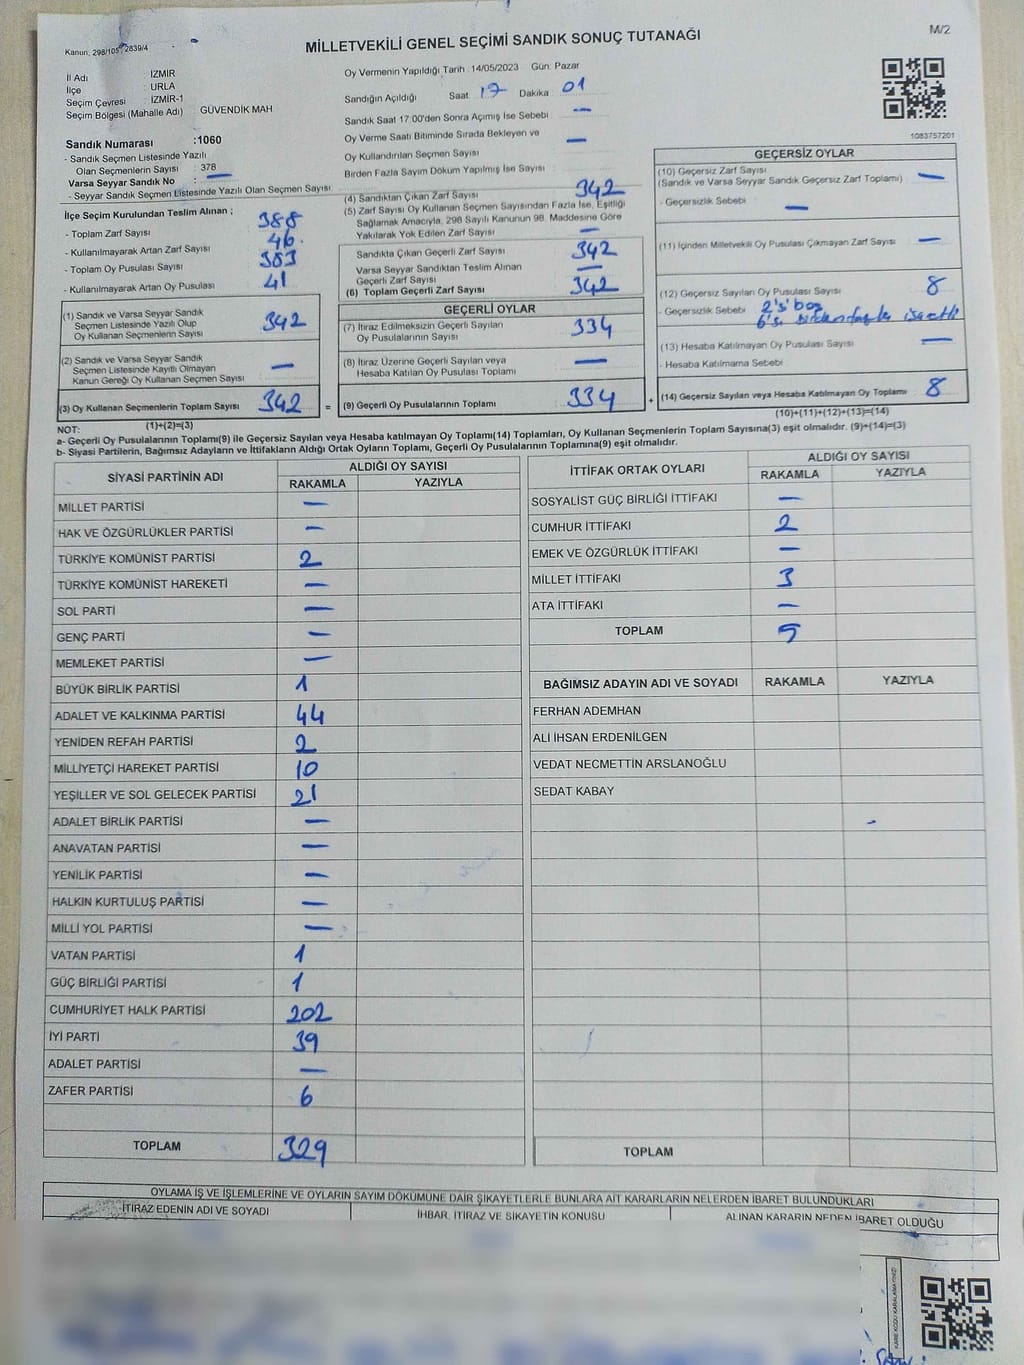 M/2
Kanun, 298/105, 2839/4
MİLLETVEKİLİ GENEL SEÇİMİ SANDIK SONUÇ TUTANAĞI
İl Adı İZMİR
İlçe : URLA
Seçim Çevresi : İZMİR-1
Seçim Bölgesi (Mahalle Adı) GÜVENDİK MAH
Sandık Numarası :1060
- Sandık Seçmen Listesinde Yazılı
Olan Seçmenlerin Sayısı : 378
Varsa Seyyar Sandık No —
- Seyyar Sandık Seçmen Listesinde Yazılı Olan Seçmen Sayısı:
Oy Vermenin Yapıldığı Tarih 14/05/2023 Gün: Pazar
Sandığın Açıldığı Saat 17 Dakika 01
Sandık Saat 17.00'den Sonra Açımış İse Sebebi —
Oy Verme Saati Bitiminde Sırada Bekleyen ve
Oy Kullandırılan Seçmen Sayısı —
Birden Fazla Sayım Döküm Yapılmış İse Sayısı
1083757201
İlçe Seçim Kurulundan Teslim Alınan ;
- Toplam Zarf Sayısı 388
- Kullanılmayarak Artan Zarf Sayısı 46
- Toplam Oy Pusulası Sayısı 383
- Kullanılmayarak Artan Oy Pusulası 41
(1) Sandık ve Varsa Seyyar Sandık
Seçmen Listesinde Yazılı Olup
Oy Kullanan Seçmenlerin Sayısı 342
(2) Sandık ve Varsa Seyyar Sandık
Seçmen Listesinde Kayıtlı Olmayan
Kanun Gereği Oy Kullanan Seçmen Sayısı —
(3) Oy Kullanan Seçmenlerin Toplam Sayısı 342 =
(1)+(2)=(3)
(4) Sandıktan Çıkan Zarf Sayısı 342
(5) Zarf Sayısı Oy Kullanan Seçmen Sayısından Fazla İse, Eşitliği
Sağlamak Amacıyla, 298 Sayılı Kanunun 98. Maddesine Göre
Yakılarak Yok Edilen Zarf Sayısı —
Sandıkta Çıkan Geçerli Zarf Sayısı 342
Varsa Seyyar Sandıktan Teslim Alınan
Geçerli Zarf Sayısı —
(6) Toplam Geçerli Zarf Sayısı 342
GEÇERLİ OYLAR
(7) İtiraz Edilmeksizin Geçerli Sayılan
Oy Pusulalarının Sayısı 334
(8) İtiraz Üzerine Geçerli Sayılan veya
Hesaba Katılan Oy Pusulası Toplamı —
(9) Geçerli Oy Pusulalarının Toplamı 334 +
GEÇERSİZ OYLAR
(10) Geçersiz Zarf Sayısı
(Sandık ve Varsa Seyyar Sandık Geçersiz Zarf Toplamı) —
- Geçersizlik Sebebi —
(11) İçinden Milletvekili Oy Pusulası Çıkmayan Zarf Sayısı —
(12) Geçersiz Sayılan Oy Pusulası Sayısı 8
- Geçersizlik Sebebi 2'si boş
6'sı
(13) Hesaba Katılmayan Oy Pusulası Sayısı —
- Hesaba Katılmama Sebebi
(14) Geçersiz Sayılan veya Hesaba Katılmayan Oy Toplamı 8
(10)+(11)+(12)+(13)=(14)
NOT:
a- Geçerli Oy Pusulalarının Toplamı(9) ile Geçersiz Sayılan veya Hesaba katılmayan Oy Toplamı(14) Toplamları, Oy Kullanan Seçmenlerin Toplam Sayısına(3) eşit olmalıdır. (9)+(14)=(3)
b- Siyasi Partilerin, Bağımsız Adayların ve İttifakların Aldığı Ortak Oyların Toplamı, Geçerli Oy Pusulalarının Toplamına(9) eşit olmalıdır.
SİYASİ PARTİNİN ADI ALDIĞI OY SAYISI
RAKAMLA YAZIYLA
MİLLET PARTİSİ —
HAK VE ÖZGÜRLÜKLER PARTİSİ —
TÜRKİYE KOMÜNİST PARTİSİ 2
TÜRKİYE KOMÜNİST HAREKETİ —
SOL PARTİ —
GENÇ PARTİ —
MEMLEKET PARTİSİ —
BÜYÜK BİRLİK PARTİSİ 1
ADALET VE KALKINMA PARTİSİ 44
YENİDEN REFAH PARTİSİ 2
MİLLİYETÇİ HAREKET PARTİSİ 10
YEŞİLLER VE SOL GELECEK PARTİSİ 21
ADALET BİRLİK PARTİSİ —
ANAVATAN PARTİSİ —
YENİLİK PARTİSİ —
HALKIN KURTULUŞ PARTİSİ —
MİLLİ YOL PARTİSİ —
VATAN PARTİSİ 1
GÜÇ BİRLİĞİ PARTİSİ 1
CUMHURİYET HALK PARTİSİ 202
İYİ PARTİ 39
ADALET PARTİSİ —
ZAFER PARTİSİ 6
TOPLAM 329
İTTİFAK ORTAK OYLARI ALDIĞI OY SAYISI
RAKAMLA YAZIYLA
SOSYALİST GÜÇ BİRLİĞİ İTTİFAKI —
CUMHUR İTTİFAKI 2
EMEK VE ÖZGÜRLÜK İTTİFAKI —
MİLLET İTTİFAKI 3
ATA İTTİFAKI —
TOPLAM 5
BAĞIMSIZ ADAYIN ADI VE SOYADI RAKAMLA YAZIYLA
FERHAN ADEMHAN
ALİ İHSAN ERDENİLGEN
VEDAT NECMETTİN ARSLANOĞLU
SEDAT KABAY
TOPLAM
OYLAMA İŞ VE İŞLEMLERİNE VE OYLARIN SAYIM DÖKÜMÜNE DAİR ŞİKAYETLERLE BUNLARA AİT KARARLARIN NELERDEN İBARET BULUNDUKLARI
İTİRAZ EDENİN ADI VE SOYADI İHBAR, İTİRAZ VE ŞİKAYETİN KONUSU ALINAN KARARIN NEDEN İBARET OLDUĞU